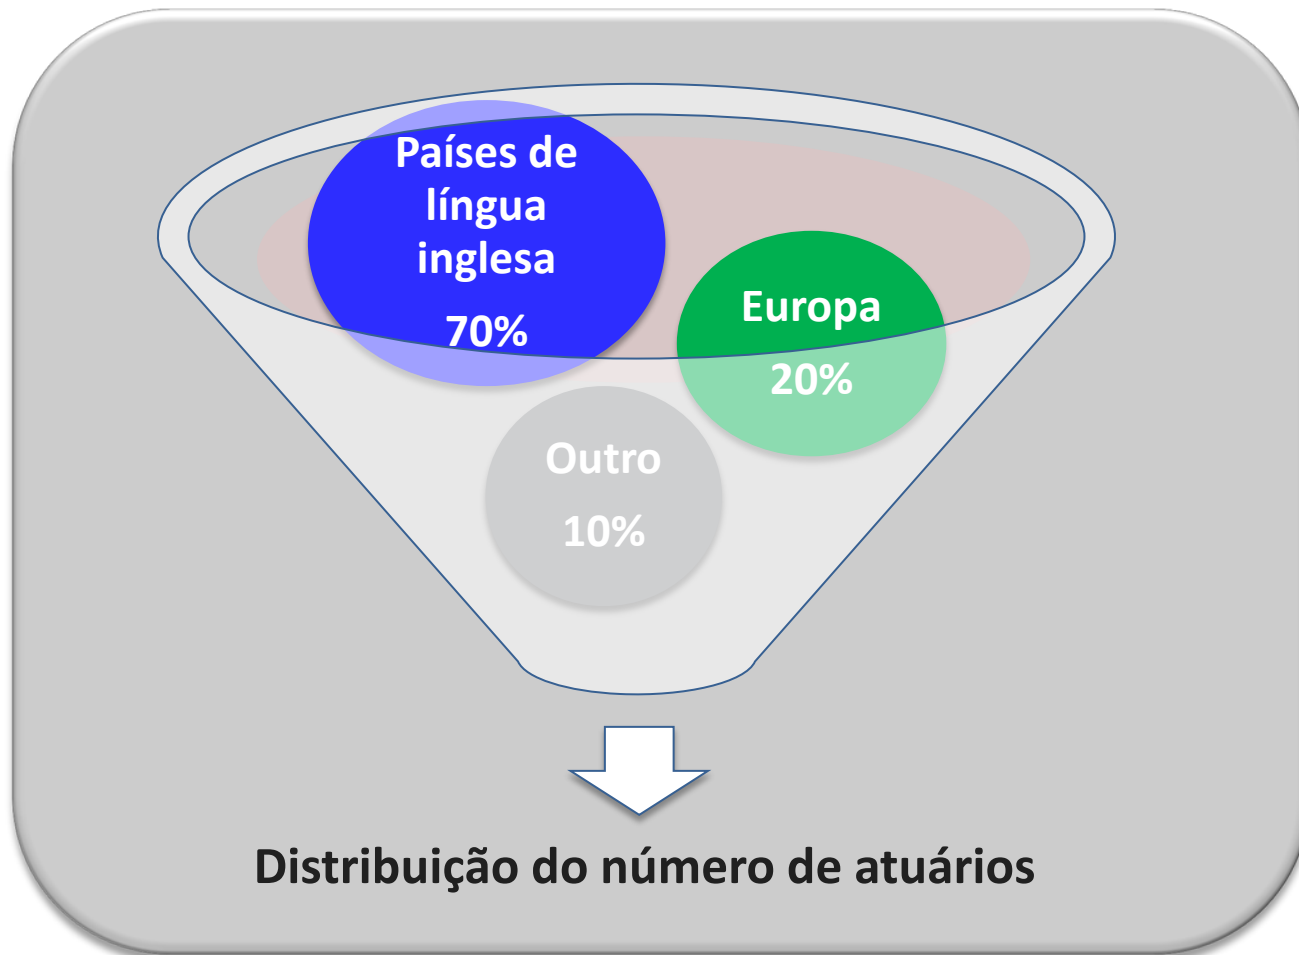 Países de
língua
inglesa
70%
Europa
20%
Outro
10%
Distribuição do número de atuários